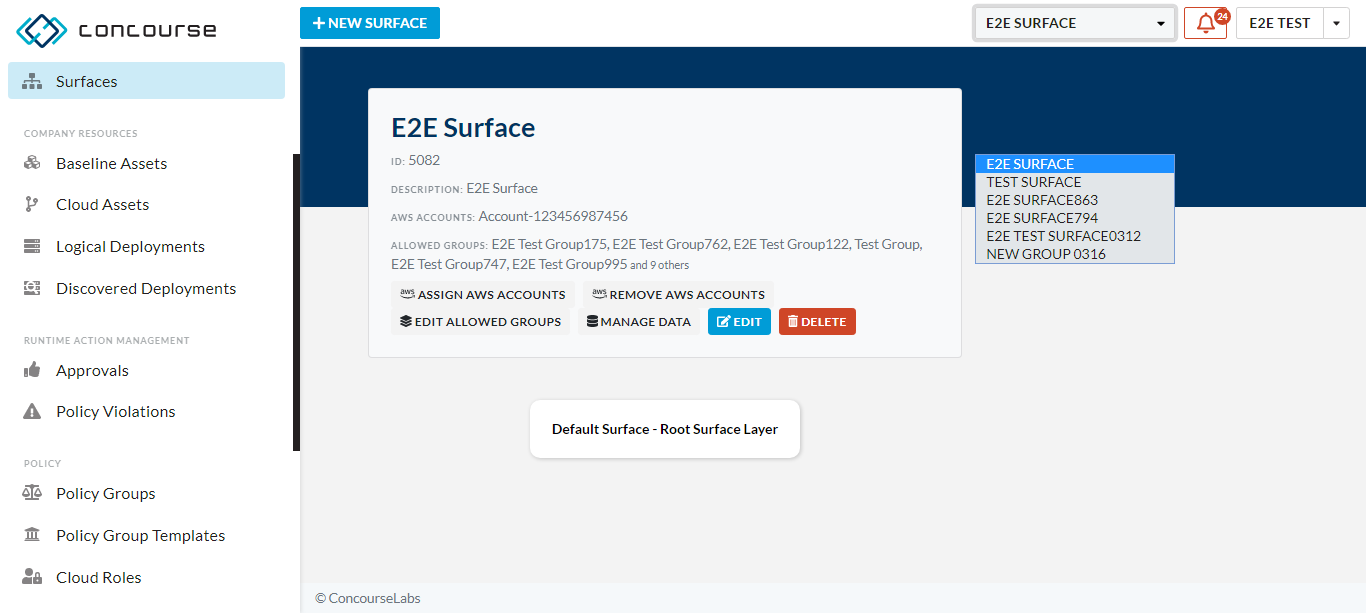 concourse
NEW SURFACE
E2E SURFACE
24
E2E TEST
Surfaces
COMPANY RESOURCES
Baseline Assets
Cloud Assets
Logical Deployments
Discovered Deployments
RUNTIME ACTION MANAGEMENT
Approvals
Policy Violations
POLICY
Policy Groups
Policy Group Templates
Cloud Roles
E2E Surface
ID: 5082
DESCRIPTION: E2E Surface
AWS ACCOUNTS: Account-123456987456
ALLOWED GROUPS: E2E Test Group175, E2E Test Group762, E2E Test Group122, Test Group,
E2E Test Group747, E2E Test Group995 and 9 others
aws ASSIGN AWS ACCOUNTS aws REMOVE AWS ACCOUNTS
EDIT ALLOWED GROUPS MANAGE DATA EDIT DELETE
E2E SURFACE
TEST SURFACE
E2E SURFACE863
E2E SURFACE794
E2E TEST SURFACE0312
NEW GROUP 0316
Default Surface - Root Surface Layer
© ConcourseLabs